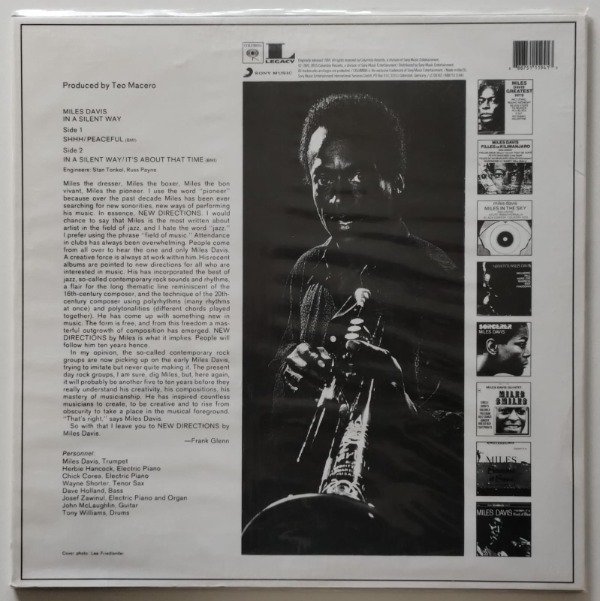 COLUMBIA
L
LEGACY
SONY MUSIC
Produced by Teo Macero
MILES DAVIS
IN A SILENT WAY
Side 1
SHHH/PEACEFUL (BMI)
Side 2
IN A SILENT WAY/IT'S ABOUT THAT TIME (BMI)
Engineers: Stan Tonkel, Russ Payne
Miles the dresser, Miles the boxer, Miles the bon
vivant, Miles the pioneer. I use the word "pioneer"
because over the past decade Miles has been ever
searching for new sonorities, new ways of performing
his music. In essence, NEW DIRECTIONS. I would
chance to say that Miles is the most written about
artist in the field of jazz, and I hate the word "jazz."
I prefer using the phrase "field of music." Attendance
in clubs has always been overwhelming. People come
from all over to hear the one and only Miles Davis.
A creative force is always at work within him. His recent
albums are pointed to new directions for all who are
interested in music. His has incorporated the best of
jazz, so-called contemporary rock sounds and rhythms,
a flair for the long thematic line reminiscent of the
16th-century composer, and the technique of the 20th-
century composer using polyrhythms (many rhythms
at once) and polytonalities (different chords played
together). He has come up with something new in
music. The form is free, and from this freedom a mas-
terful outgrowth of composition has emerged. NEW
DIRECTIONS by Miles is what it implies. People will
follow him ten years hence.
In my opinion, the so-called contemporary rock
groups are now picking up on the early Miles Davis,
trying to imitate but never quite making it. The present
day rock groups, I am sure, dig Miles, but, here again,
it will probably be another five to ten years before they
really understand his creativity, his compositions, his
mastery of musicianship. He has inspired countless
musicians to create, to be creative and to rise from
obscurity to take a place in the musical foreground.
"That's right," says Miles Davis.
So with that I leave you to NEW DIRECTIONS by
Miles Davis.
—Frank Glenn
Personnel:
Miles Davis, Trumpet
Herbie Hancock, Electric Piano
Chick Corea, Electric Piano
Wayne Shorter, Tenor Sax
Dave Holland, Bass
Josef Zawinul, Electric Piano and Organ
John McLaughlin, Guitar
Tony Williams, Drums
Cover photo: Lee Friedlander
MILES
DAVIS
GREATEST
HITS
MILES DAVIS
FILLES DE KILIMANJARO
miles davis
MILES IN THE SKY
SORCERER
MILES DAVIS
MILES DAVIS QUINTET
MILES
SMILES
MILES
MILES DAVIS